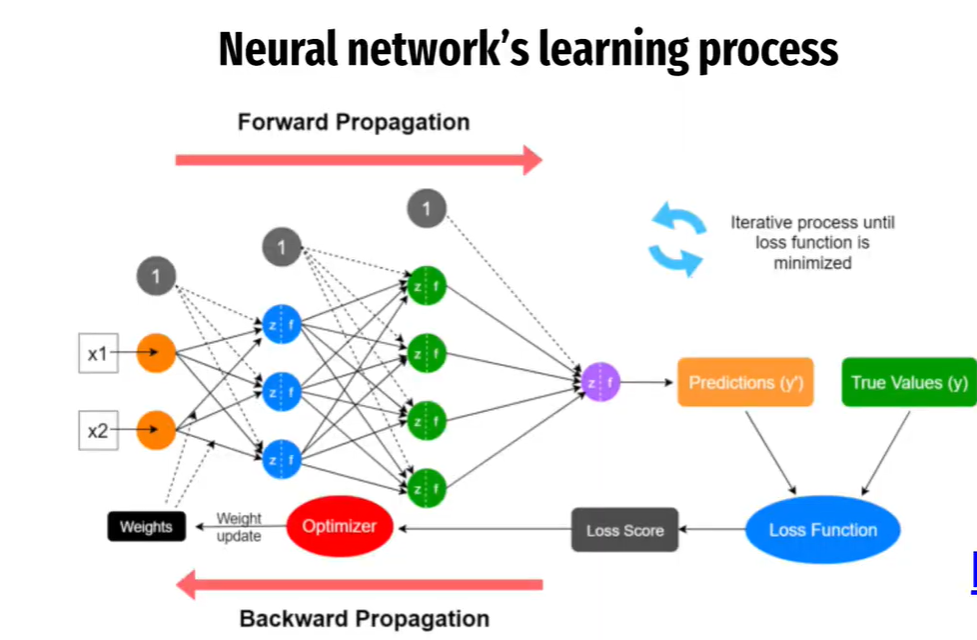 Neural network's learning process
Forward Propagation
1
1
1
Iterative process until
loss function is
minimized
z f
z f
z f
z f
z f
z f
z f
z f
x1
x2
Predictions (y')
True Values (y)
Weights
Weight
update
Optimizer
Loss Score
Loss Function
Backward Propagation